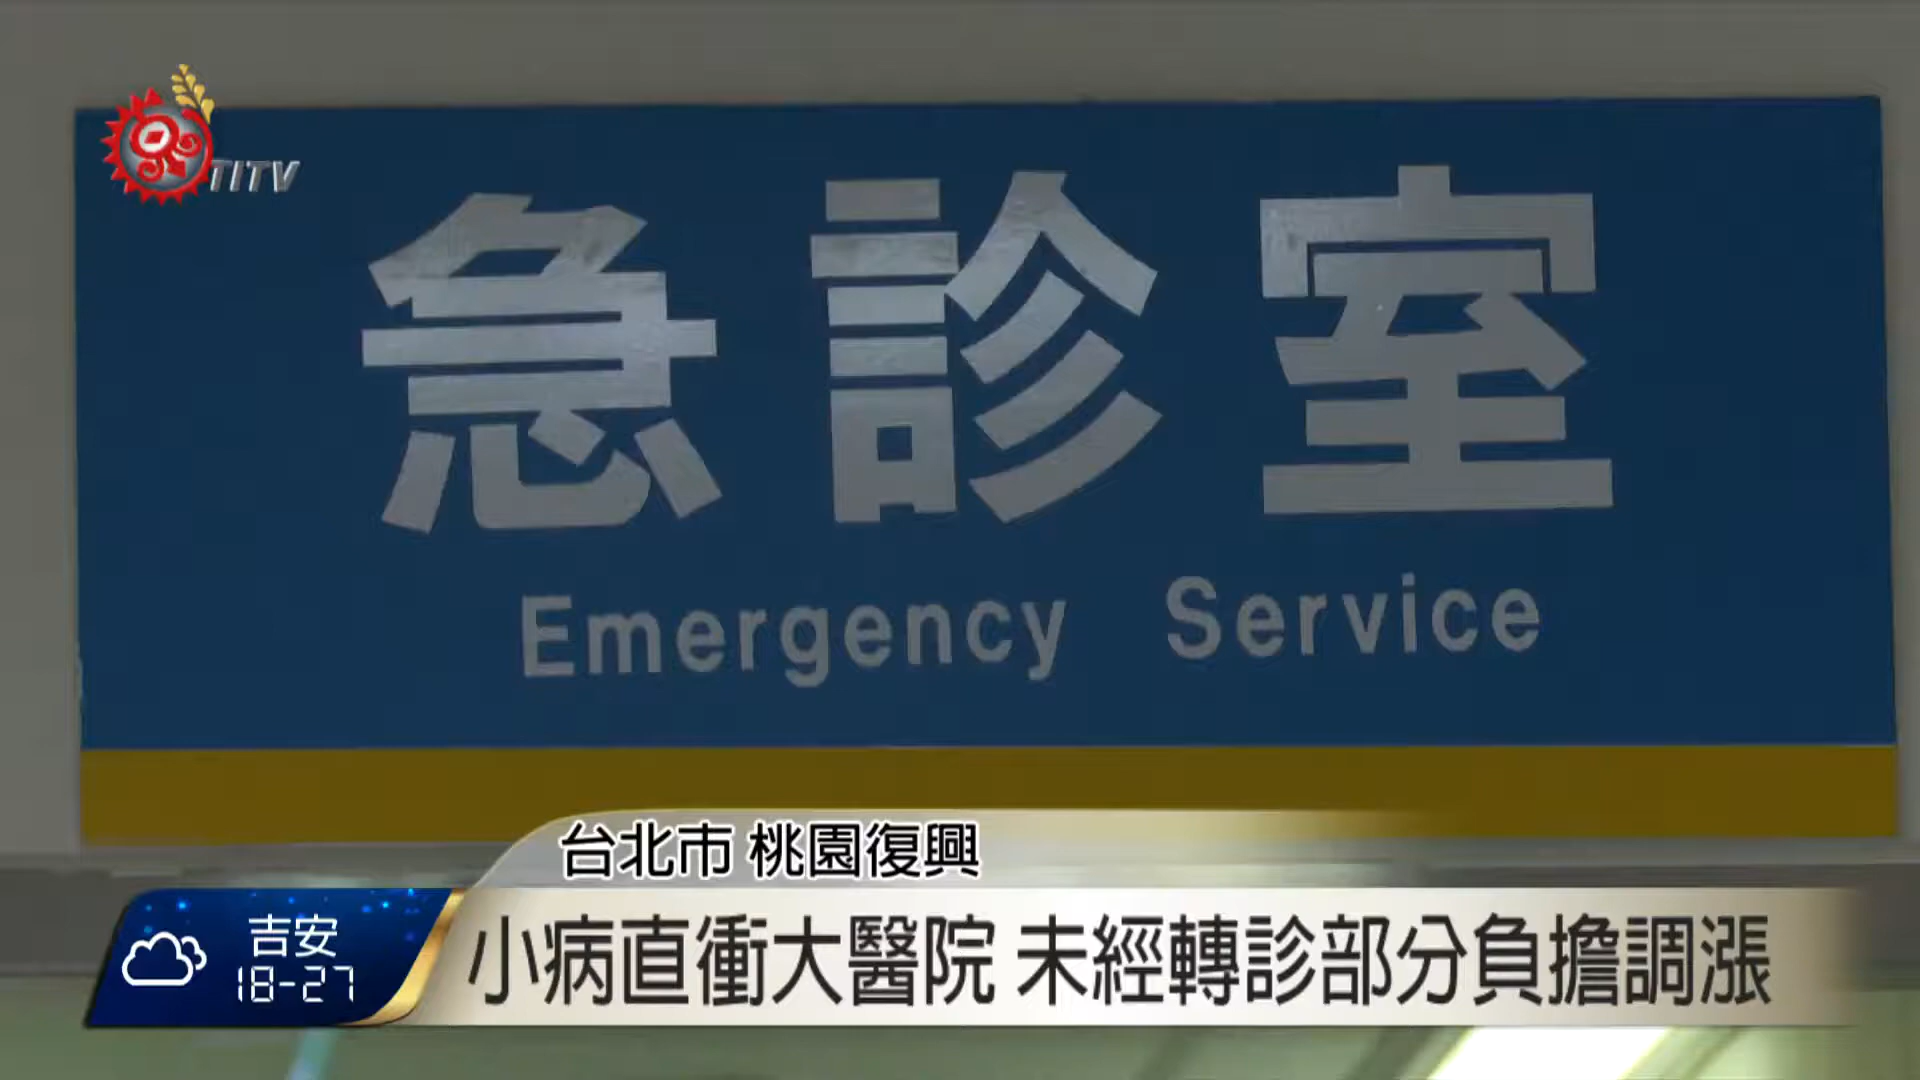 TITV
急診室
Emergency Service
台北市 桃園復興
吉安
18-27
小病直衝大醫院 未經轉診部分負擔調漲